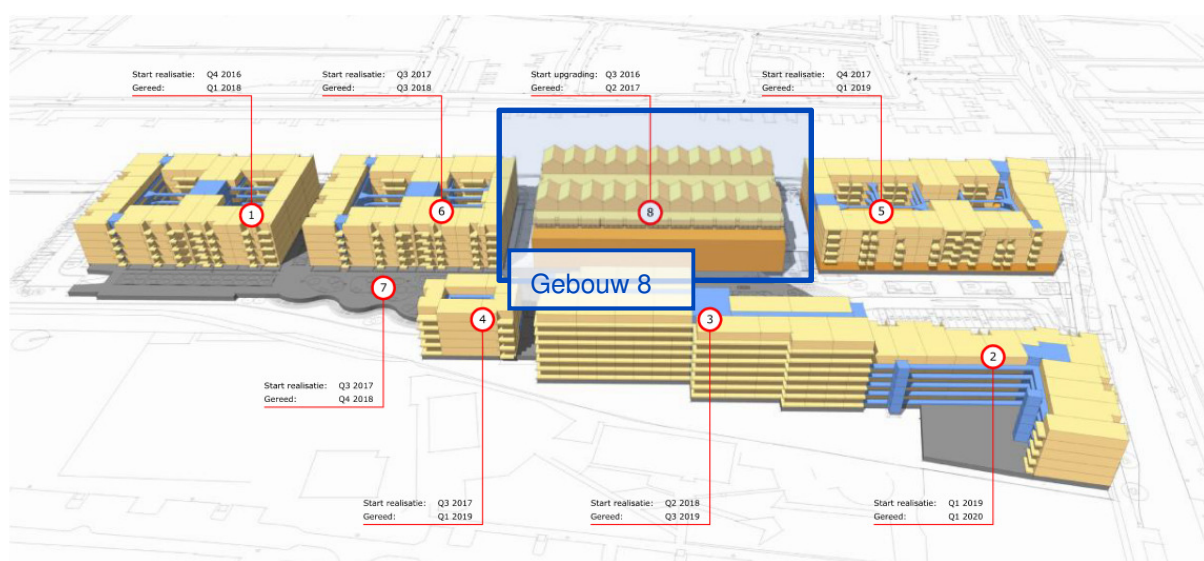 Start realisatie: Q4 2016
Gereed: Q1 2018
Start realisatie: Q3 2017
Gereed: Q3 2018
Start upgrading: Q3 2016
Gereed: Q2 2017
Start realisatie: Q4 2017
Gereed: Q1 2019
1
6
8
5
7
Gebouw 8
4
3
2
Start realisatie: Q3 2017
Gereed: Q4 2018
Start realisatie: Q3 2017
Gereed: Q1 2019
Start realisatie: Q2 2018
Gereed: Q3 2019
Start realisatie: Q1 2019
Gereed: Q1 2020